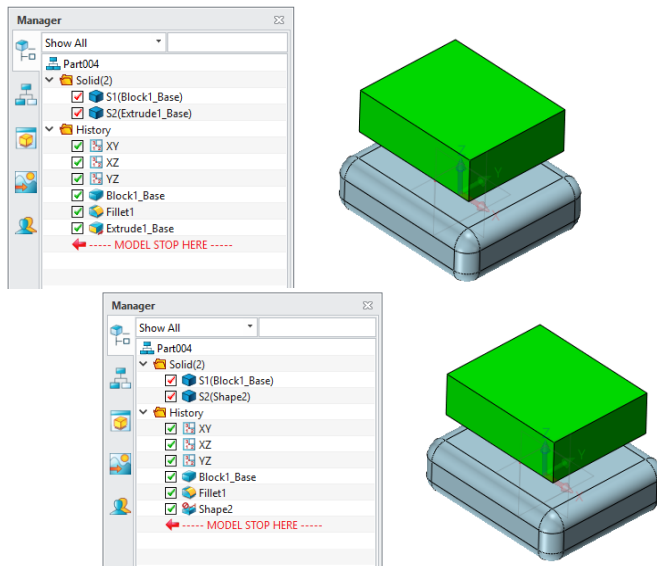 Manager
Show All
Part004
Solid(2)
S1(Block1_Base)
S2(Extrude1_Base)
History
XY
XZ
YZ
Block1_Base
Fillet1
Extrude1_Base
----- MODEL STOP HERE -----
Z
Y
X
Manager
Show All
Part004
Solid(2)
S1(Block1_Base)
S2(Shape2)
History
XY
XZ
YZ
Block1_Base
Fillet1
Shape2
----- MODEL STOP HERE -----
Z
Y
X